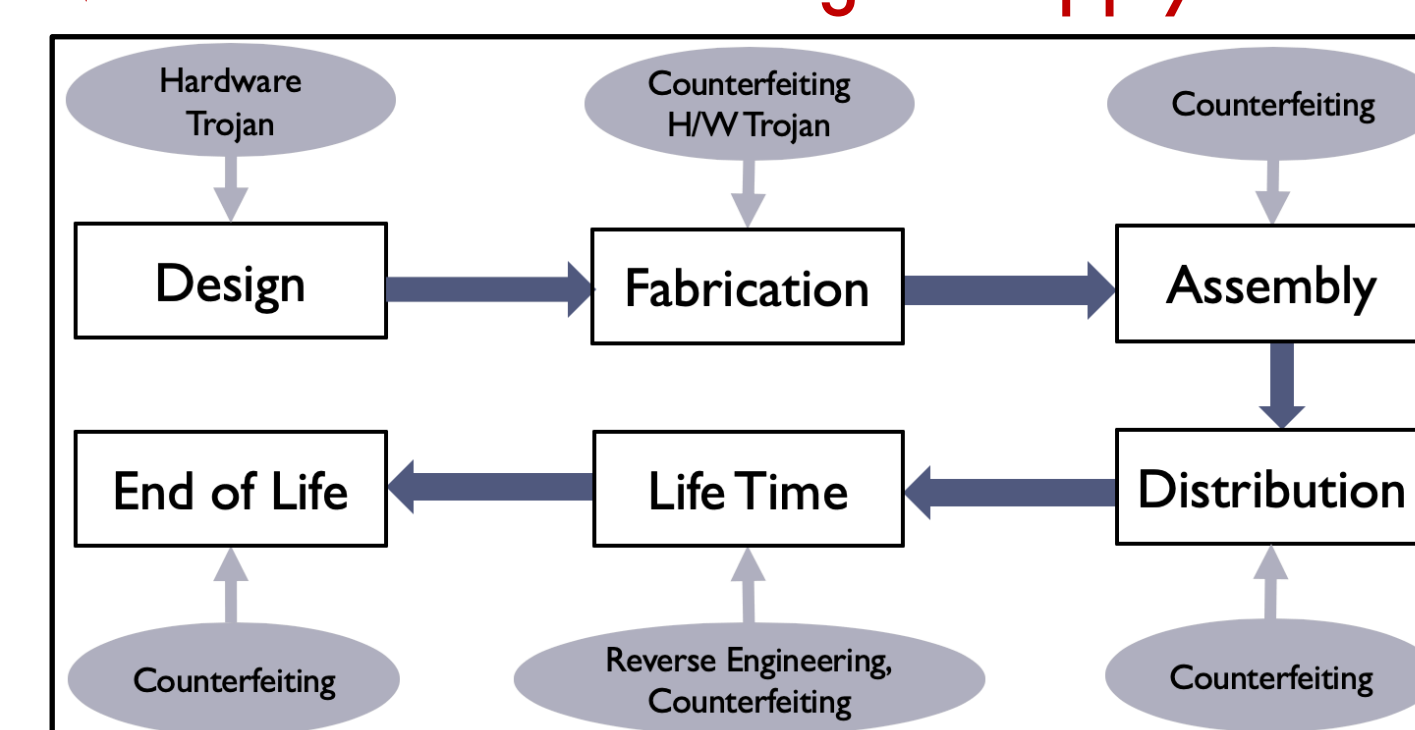 Hardware
Trojan
Counterfeiting
H/W Trojan
Counterfeiting
Design
Fabrication
Assembly
End of Life
Life Time
Distribution
Counterfeiting
Reverse Engineering,
Counterfeiting
Counterfeiting